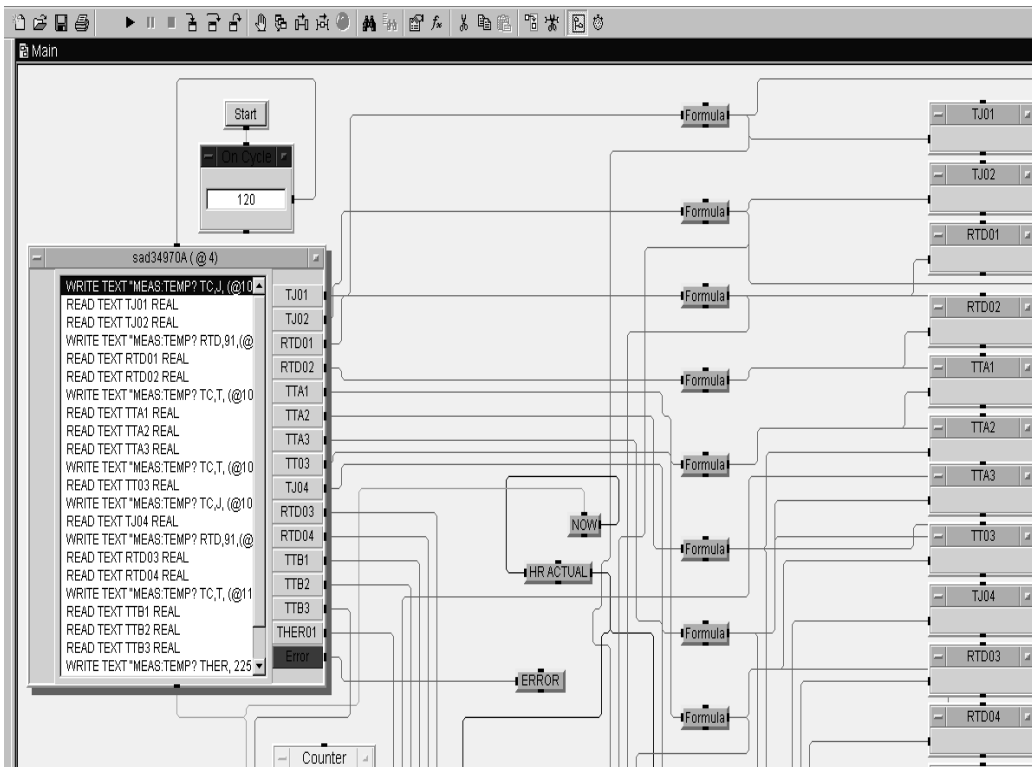 Main
Start
On Cycle
120
sad34970A ( @ 4)
WRITE TEXT "MEAS:TEMP? TC,J, (@10
READ TEXT TJ01 REAL
READ TEXT TJ02 REAL
WRITE TEXT "MEAS:TEMP? RTD,91,(@
READ TEXT RTD01 REAL
READ TEXT RTD02 REAL
WRITE TEXT "MEAS:TEMP? TC,T, (@10
READ TEXT TTA1 REAL
READ TEXT TTA2 REAL
READ TEXT TTA3 REAL
WRITE TEXT "MEAS:TEMP? TC,T, (@10
READ TEXT TT03 REAL
WRITE TEXT "MEAS:TEMP? TC,J, (@10
READ TEXT TJ04 REAL
WRITE TEXT "MEAS:TEMP? RTD,91,(@
READ TEXT RTD03 REAL
READ TEXT RTD04 REAL
WRITE TEXT "MEAS:TEMP? TC,T, (@11
READ TEXT TTB1 REAL
READ TEXT TTB2 REAL
READ TEXT TTB3 REAL
WRITE TEXT "MEAS:TEMP? THER, 225
TJ01
TJ02
RTD01
RTD02
TTA1
TTA2
TTA3
TT03
TJ04
RTD03
RTD04
TTB1
TTB2
TTB3
THER01
Error
Counter
NOW
HR ACTUAL
ERROR
Formula
Formula
Formula
Formula
Formula
Formula
Formula
Formula
TJ01
TJ02
RTD01
RTD02
TTA1
TTA2
TTA3
TT03
TJ04
RTD03
RTD04